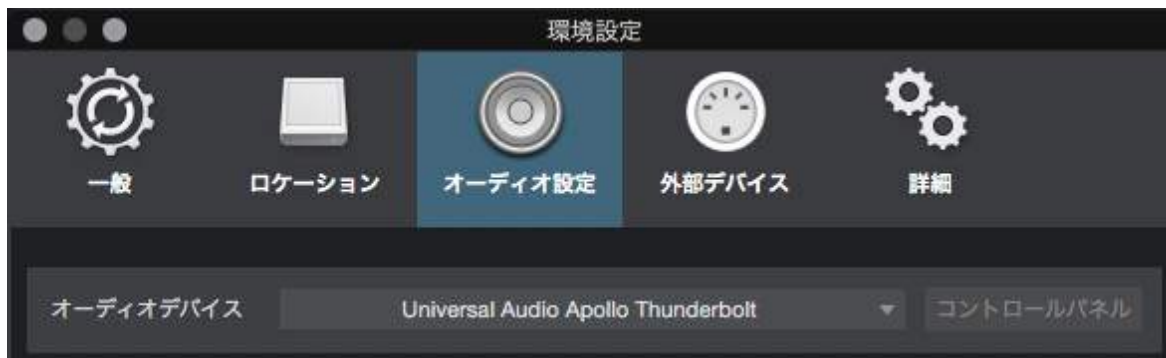 環境設定
一般 ロケーション オーディオ設定 外部デバイス 詳細
オーディオデバイス Universal Audio Apollo Thunderbolt コントロールパネル